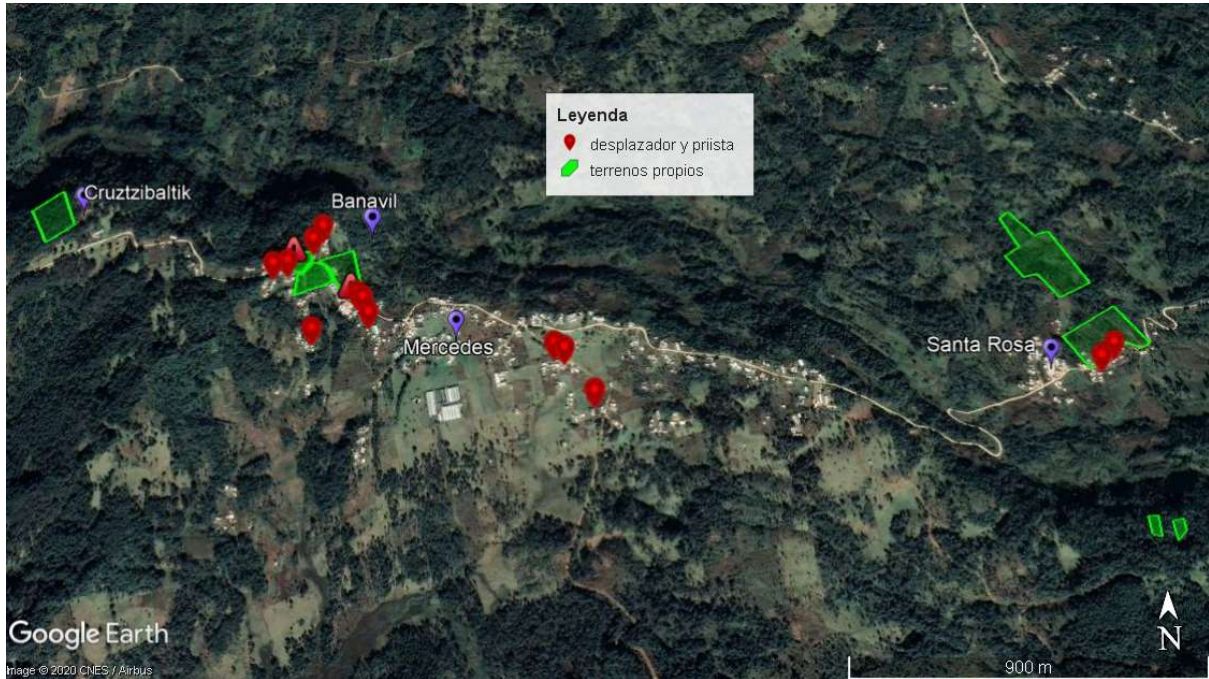 Leyenda
desplazador y priista
terrenos propios
Cruztzibaltik
Banavil
Mercedes
Santa Rosa
Google Earth
N
Image © 2020 CNES / Airbus
900 m